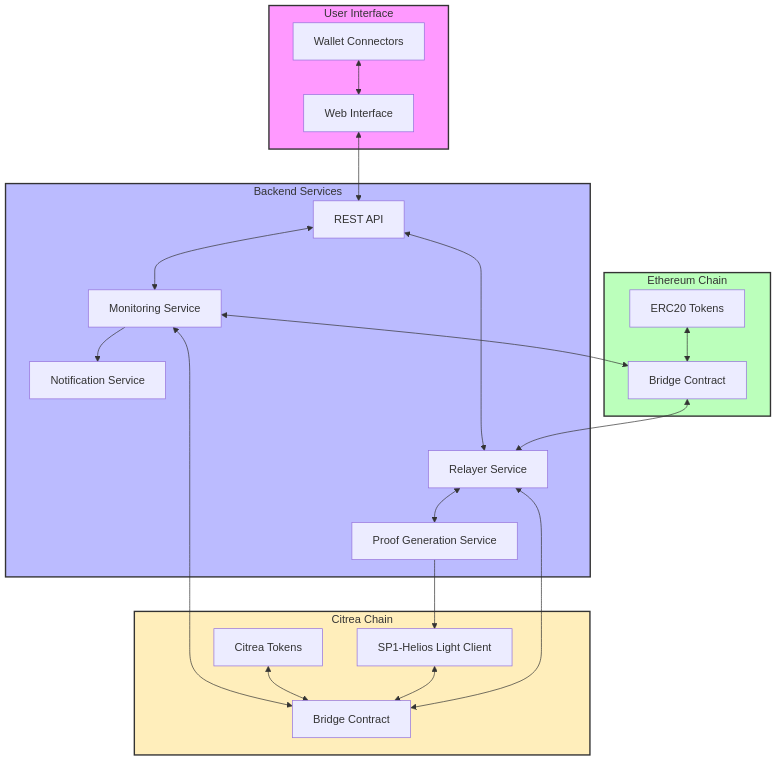 User Interface
Wallet Connectors
Web Interface
Backend Services
REST API
Monitoring Service
Notification Service
Relayer Service
Proof Generation Service
Ethereum Chain
ERC20 Tokens
Bridge Contract
Citrea Chain
Citrea Tokens
SP1-Helios Light Client
Bridge Contract